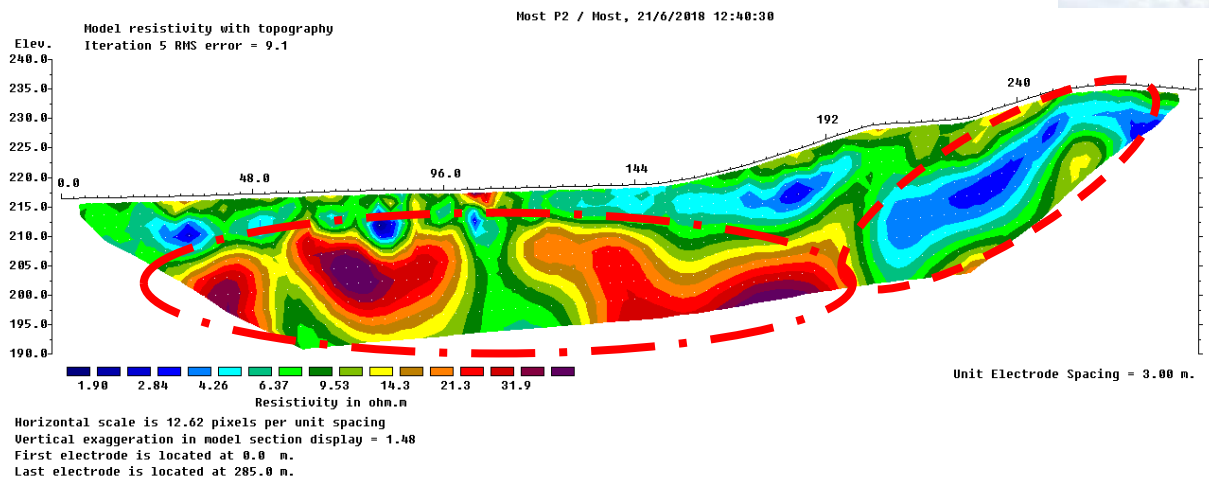 Most P2 / Most, 21/6/2018 12:40:30
Model resistivity with topography
Iteration 5 RMS error = 9.1
Elev.
240.0
235.0
230.0
225.0
220.0
215.0
210.0
205.0
200.0
195.0
190.0
0.0 48.0 96.0 144 192 240
1.90 2.84 4.26 6.37 9.53 14.3 21.3 31.9
Resistivity in ohm.m
Unit Electrode Spacing = 3.00 m.
Horizontal scale is 12.62 pixels per unit spacing
Vertical exaggeration in model section display = 1.48
First electrode is located at 0.0 m.
Last electrode is located at 285.0 m.